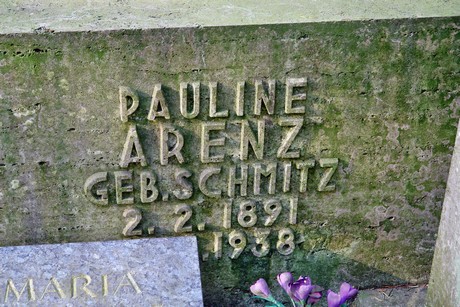 PAULINE
ARENZ
GEB. SCHMITZ
2. 2. 1891
1938
MARIA